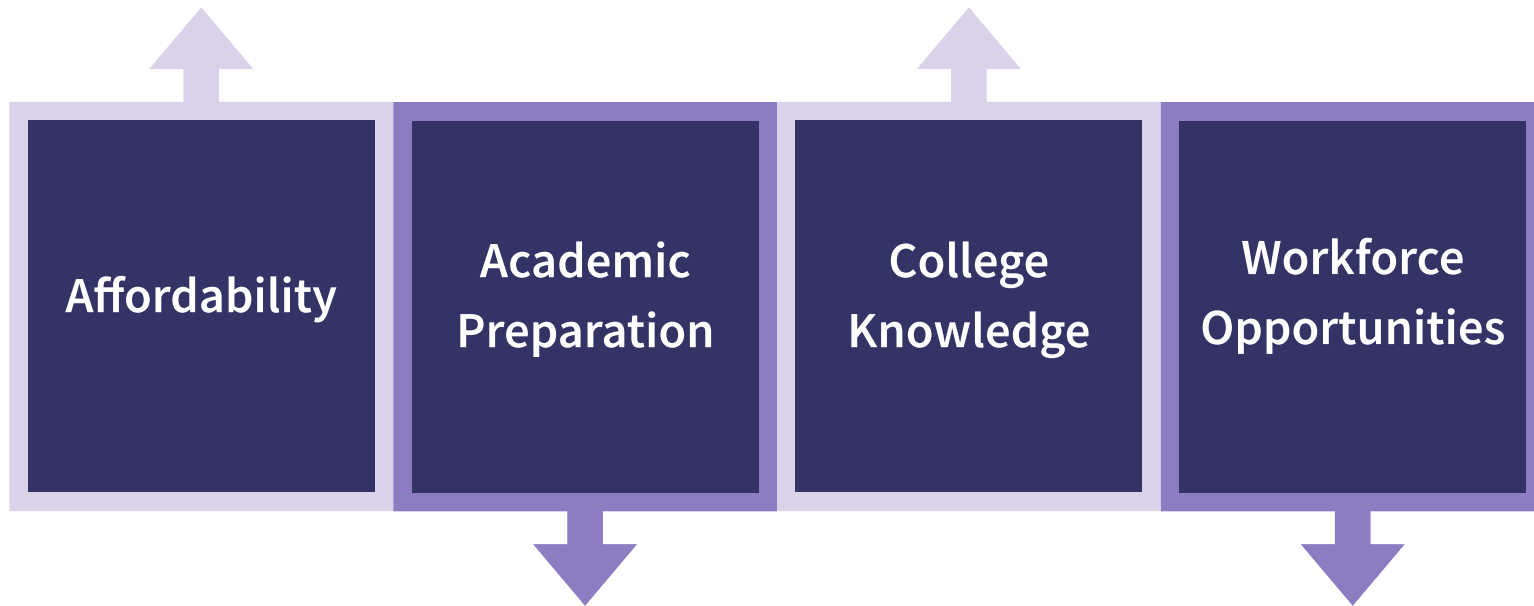 Affordability
Academic
Preparation
College
Knowledge
Workforce
Opportunities